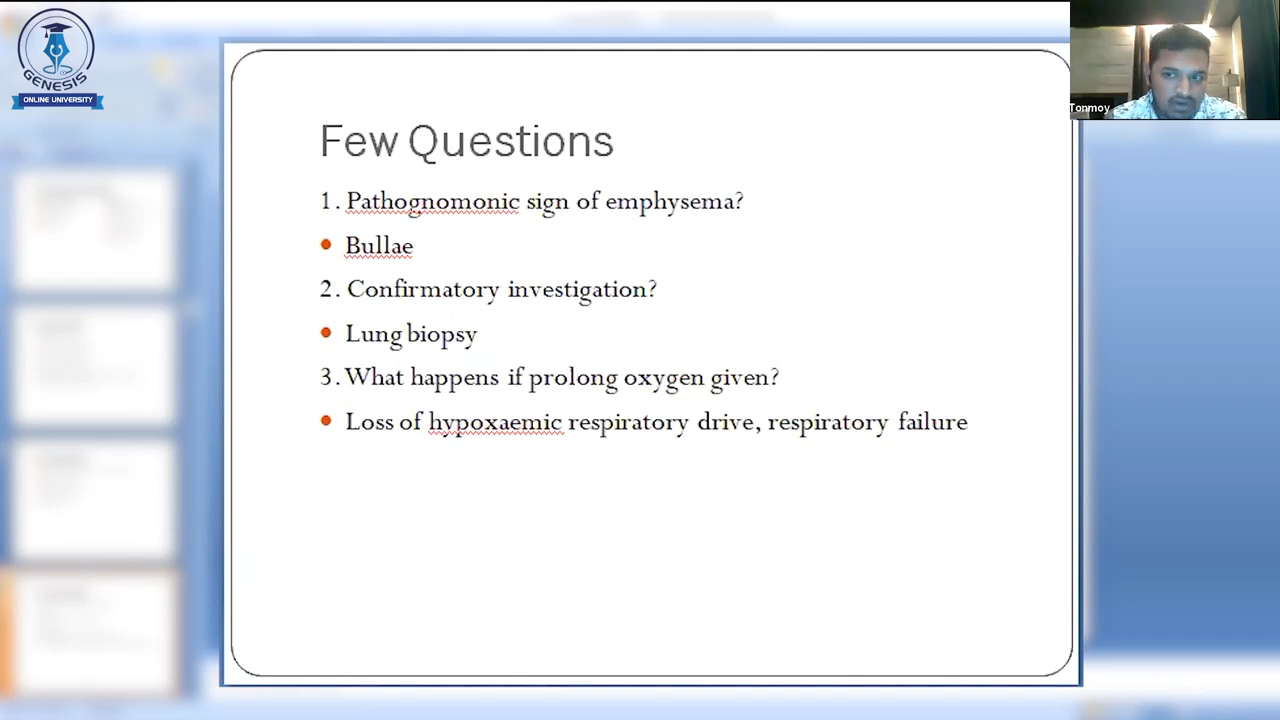 GENESIS
ONLINE UNIVERSITY
Tonmoy
Few Questions
1. Pathognomonic sign of emphysema?
• Bullae
2. Confirmatory investigation?
• Lung biopsy
3. What happens if prolong oxygen given?
• Loss of hypoxaemic respiratory drive, respiratory failure